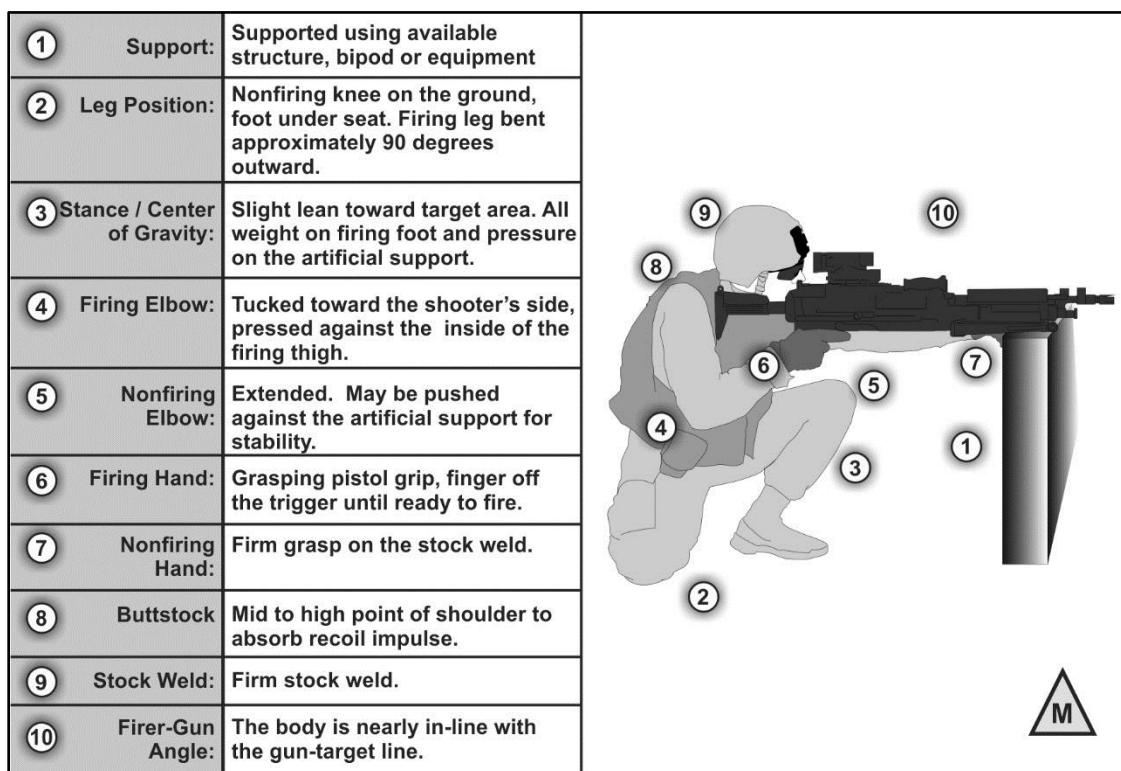 1 Support: Supported using available
structure, bipod or equipment
2 Leg Position: Nonfiring knee on the ground,
foot under seat. Firing leg bent
approximately 90 degrees
outward.
3 Stance / Center
of Gravity: Slight lean toward target area. All
weight on firing foot and pressure
on the artificial support.
4 Firing Elbow: Tucked toward the shooter’s side,
pressed against the inside of the
firing thigh.
5 Nonfiring
Elbow: Extended. May be pushed
against the artificial support for
stability.
6 Firing Hand: Grasping pistol grip, finger off
the trigger until ready to fire.
7 Nonfiring
Hand: Firm grasp on the stock weld.
8 Buttstock Mid to high point of shoulder to
absorb recoil impulse.
9 Stock Weld: Firm stock weld.
10 Firer-Gun
Angle: The body is nearly in-line with
the gun-target line.
9
10
8
7
6
5
4
1
3
2
M